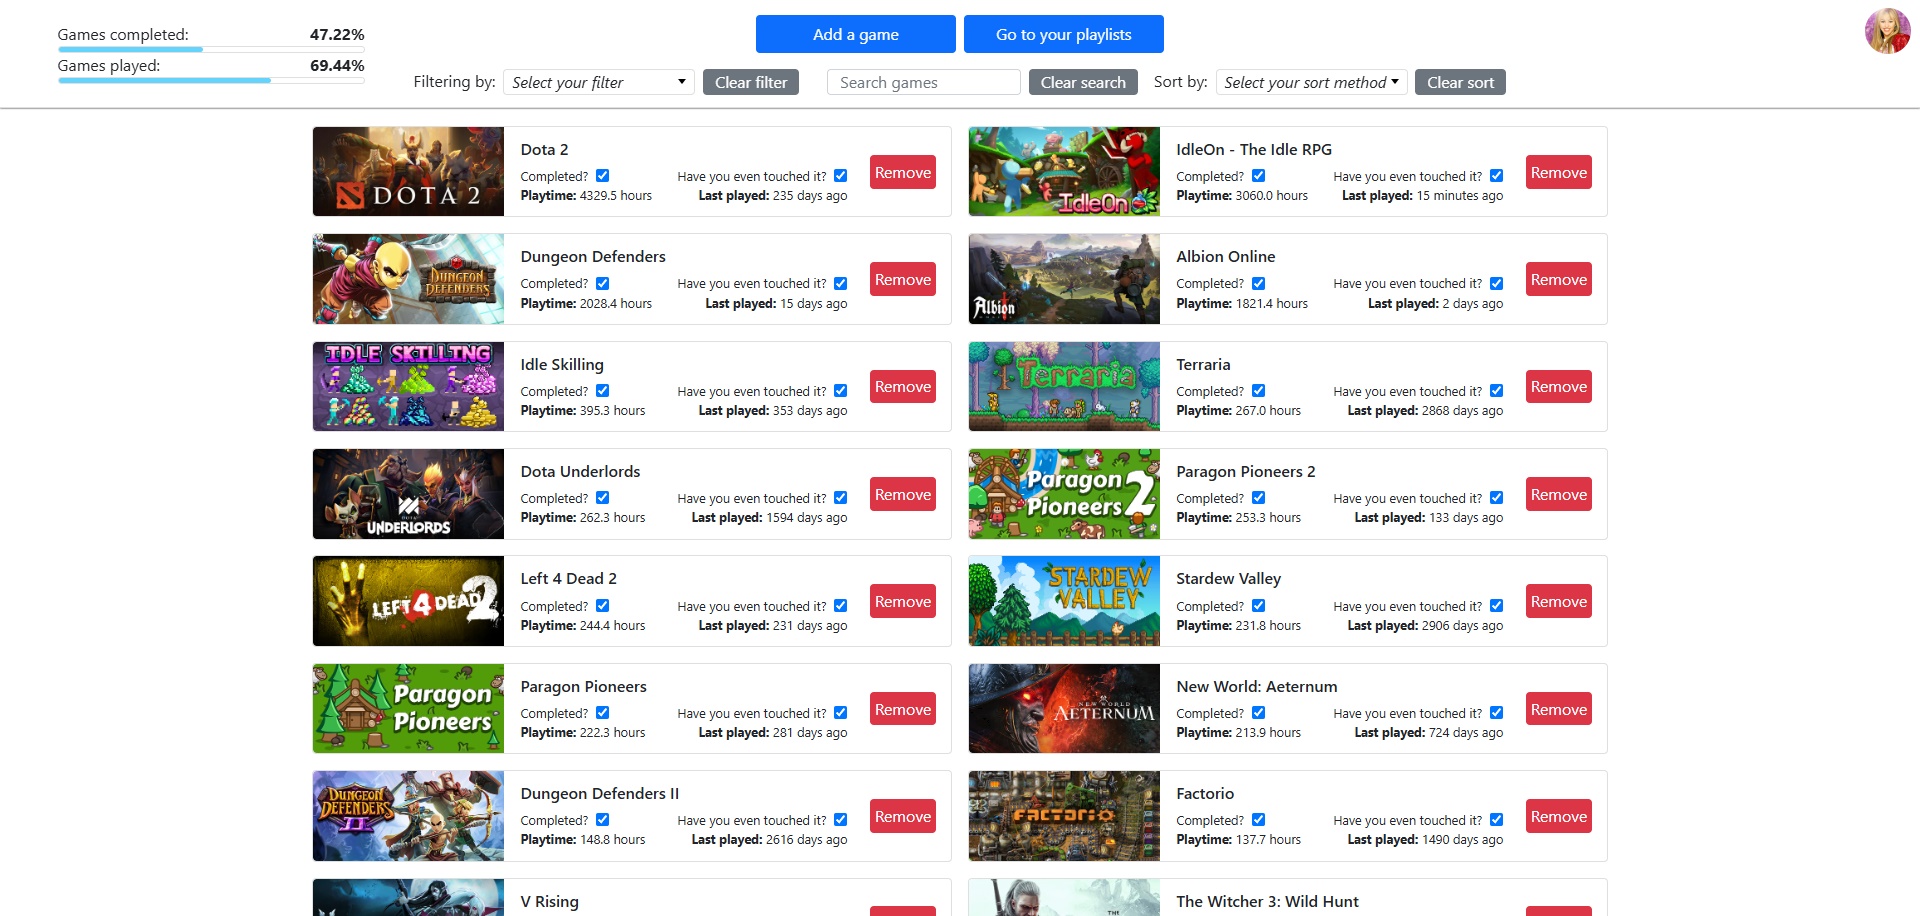 Games completed: 47.22%
Games played: 69.44%
Add a game
Go to your playlists
Filtering by: Select your filter Clear filter Search games Clear search Sort by: Select your sort method Clear sort
DOTA 2
Dota 2
Completed? Have you even touched it?
Playtime: 4329.5 hours Last played: 235 days ago
Remove
IdleOn
IdleOn - The Idle RPG
Completed? Have you even touched it?
Playtime: 3060.0 hours Last played: 15 minutes ago
Remove
DUNGEON DEFENDERS
Dungeon Defenders
Completed? Have you even touched it?
Playtime: 2028.4 hours Last played: 15 days ago
Remove
Albion
Albion Online
Completed? Have you even touched it?
Playtime: 1821.4 hours Last played: 2 days ago
Remove
IDLE SKILLING
Idle Skilling
Completed? Have you even touched it?
Playtime: 395.3 hours Last played: 353 days ago
Remove
Terraria
Terraria
Completed? Have you even touched it?
Playtime: 267.0 hours Last played: 2868 days ago
Remove
UNDERLORDS
Dota Underlords
Completed? Have you even touched it?
Playtime: 262.3 hours Last played: 1594 days ago
Remove
Paragon
Pioneers 2
Paragon Pioneers 2
Completed? Have you even touched it?
Playtime: 253.3 hours Last played: 133 days ago
Remove
LEFT 4 DEAD 2
Left 4 Dead 2
Completed? Have you even touched it?
Playtime: 244.4 hours Last played: 231 days ago
Remove
STARDEW
VALLEY
Stardew Valley
Completed? Have you even touched it?
Playtime: 231.8 hours Last played: 2906 days ago
Remove
Paragon
Pioneers
Paragon Pioneers
Completed? Have you even touched it?
Playtime: 222.3 hours Last played: 281 days ago
Remove
NEW WORLD
AETERNUM
New World: Aeternum
Completed? Have you even touched it?
Playtime: 213.9 hours Last played: 724 days ago
Remove
DUNGEON
DEFENDERS
II
Dungeon Defenders II
Completed? Have you even touched it?
Playtime: 148.8 hours Last played: 2616 days ago
Remove
FACTORIO
Factorio
Completed? Have you even touched it?
Playtime: 137.7 hours Last played: 1490 days ago
Remove
V Rising
THE
The Witcher 3: Wild Hunt